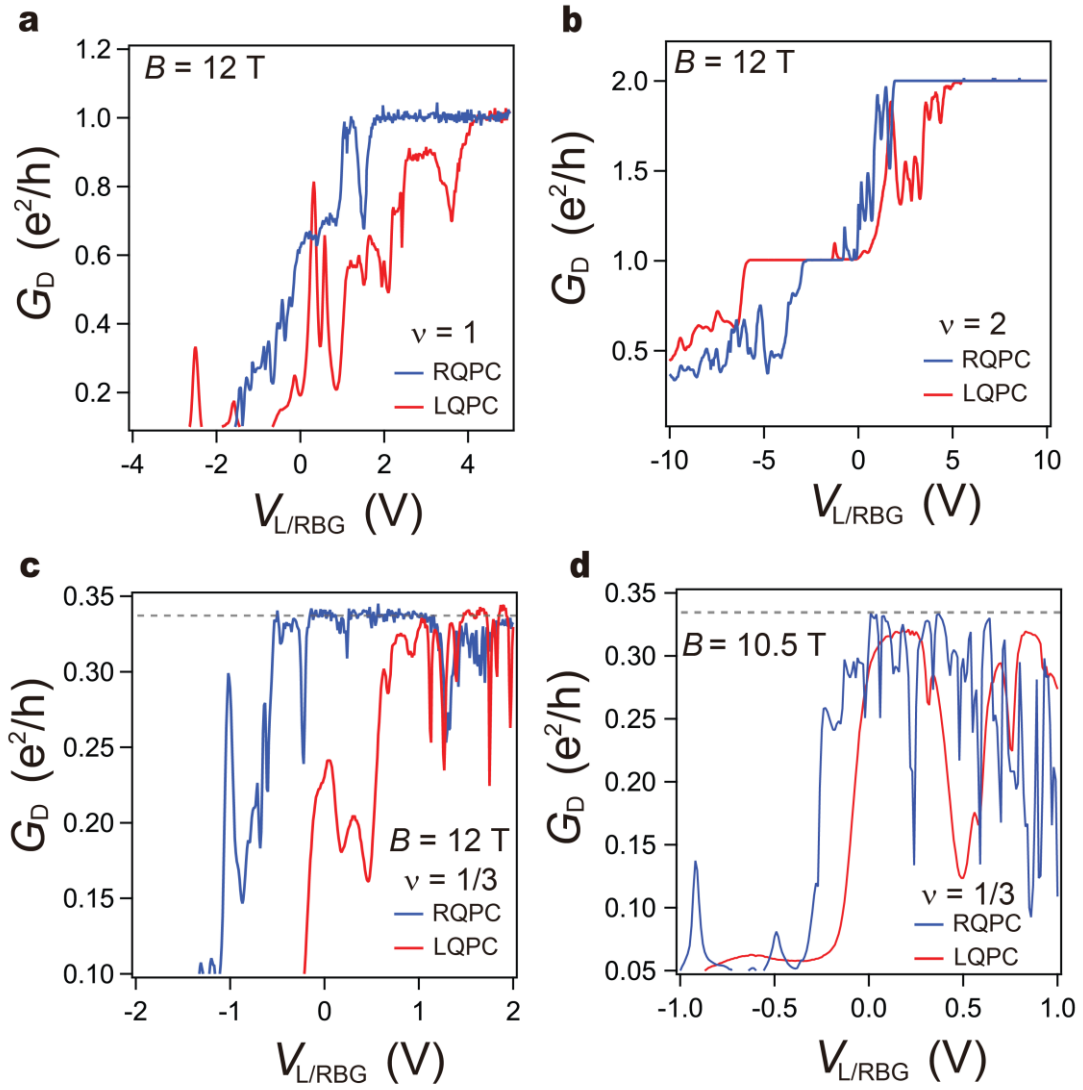 a
B = 12 T
1.2
1.0
0.8
0.6
0.4
0.2
G_D (e²/h)
ν = 1
RQPC
LQPC
-4
-2
0
2
4
V_L/RBG (V)
b
B = 12 T
2.0
1.5
1.0
0.5
G_D (e²/h)
ν = 2
RQPC
LQPC
-10
-5
0
5
10
V_L/RBG (V)
c
0.35
0.30
0.25
0.20
0.15
0.10
G_D (e²/h)
B = 12 T
ν = 1/3
RQPC
LQPC
-2
-1
0
1
2
V_L/RBG (V)
d
B = 10.5 T
0.35
0.30
0.25
0.20
0.15
0.10
0.05
G_D (e²/h)
ν = 1/3
RQPC
LQPC
-1.0
-0.5
0.0
0.5
1.0
V_L/RBG (V)